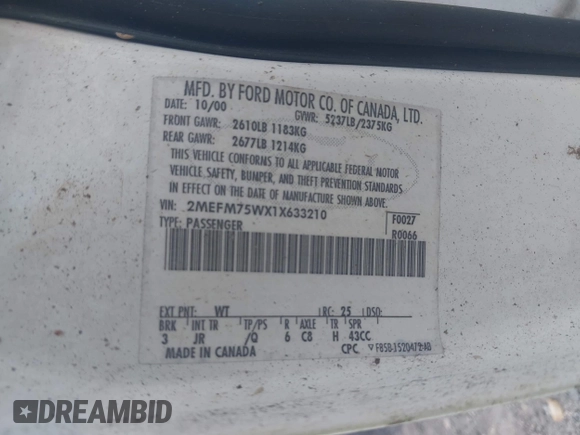 MFD. BY FORD MOTOR CO. OF CANADA, LTD.
DATE: 10/00 GVWR: 5237LB/2375KG
FRONT GAWR: 2610LB 1183KG
REAR GAWR: 2677LB 1214KG
THIS VEHICLE CONFORMS TO ALL APPLICABLE FEDERAL MOTOR
VEHICLE SAFETY, BUMPER, AND THEFT PREVENTION STANDARDS
IN EFFECT ON THE DATE OF MANUFACTURE SHOWN ABOVE.
VIN: 2MEFM75WX1X633210 F0027
TYPE: PASSENGER R0066
EXT PNT: WT RC: 25 DSO:
BRK INT TR TP/PS R AXLE TR SPR
3 JR /Q 6 C8 H 43CC
MADE IN CANADA CPC
DREAMBID